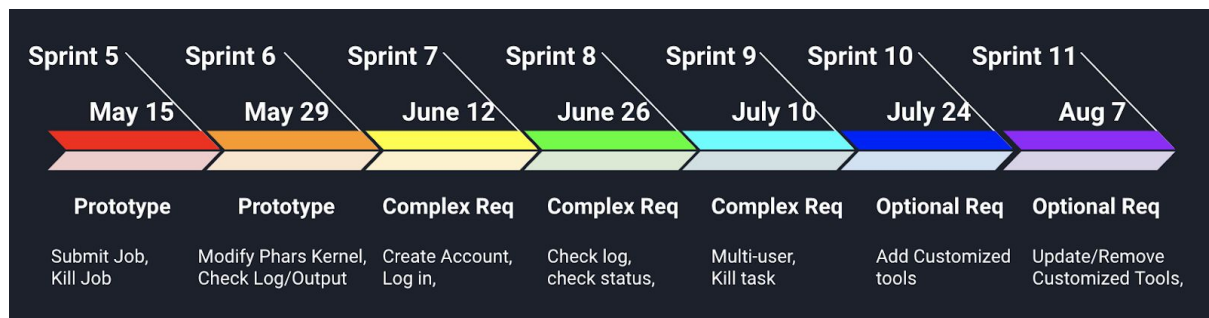 Sprint 5 Sprint 6 Sprint 7 Sprint 8 Sprint 9 Sprint 10 Sprint 11
May 15 May 29 June 12 June 26 July 10 July 24 Aug 7
Prototype Prototype Complex Req Complex Req Complex Req Optional Req Optional Req
Submit Job,
Kill Job
Modify Phars Kernel,
Check Log/Output
Create Account,
Log in,
Check log,
check status,
Multi-user,
Kill task
Add Customized
tools
Update/Remove
Customized Tools,